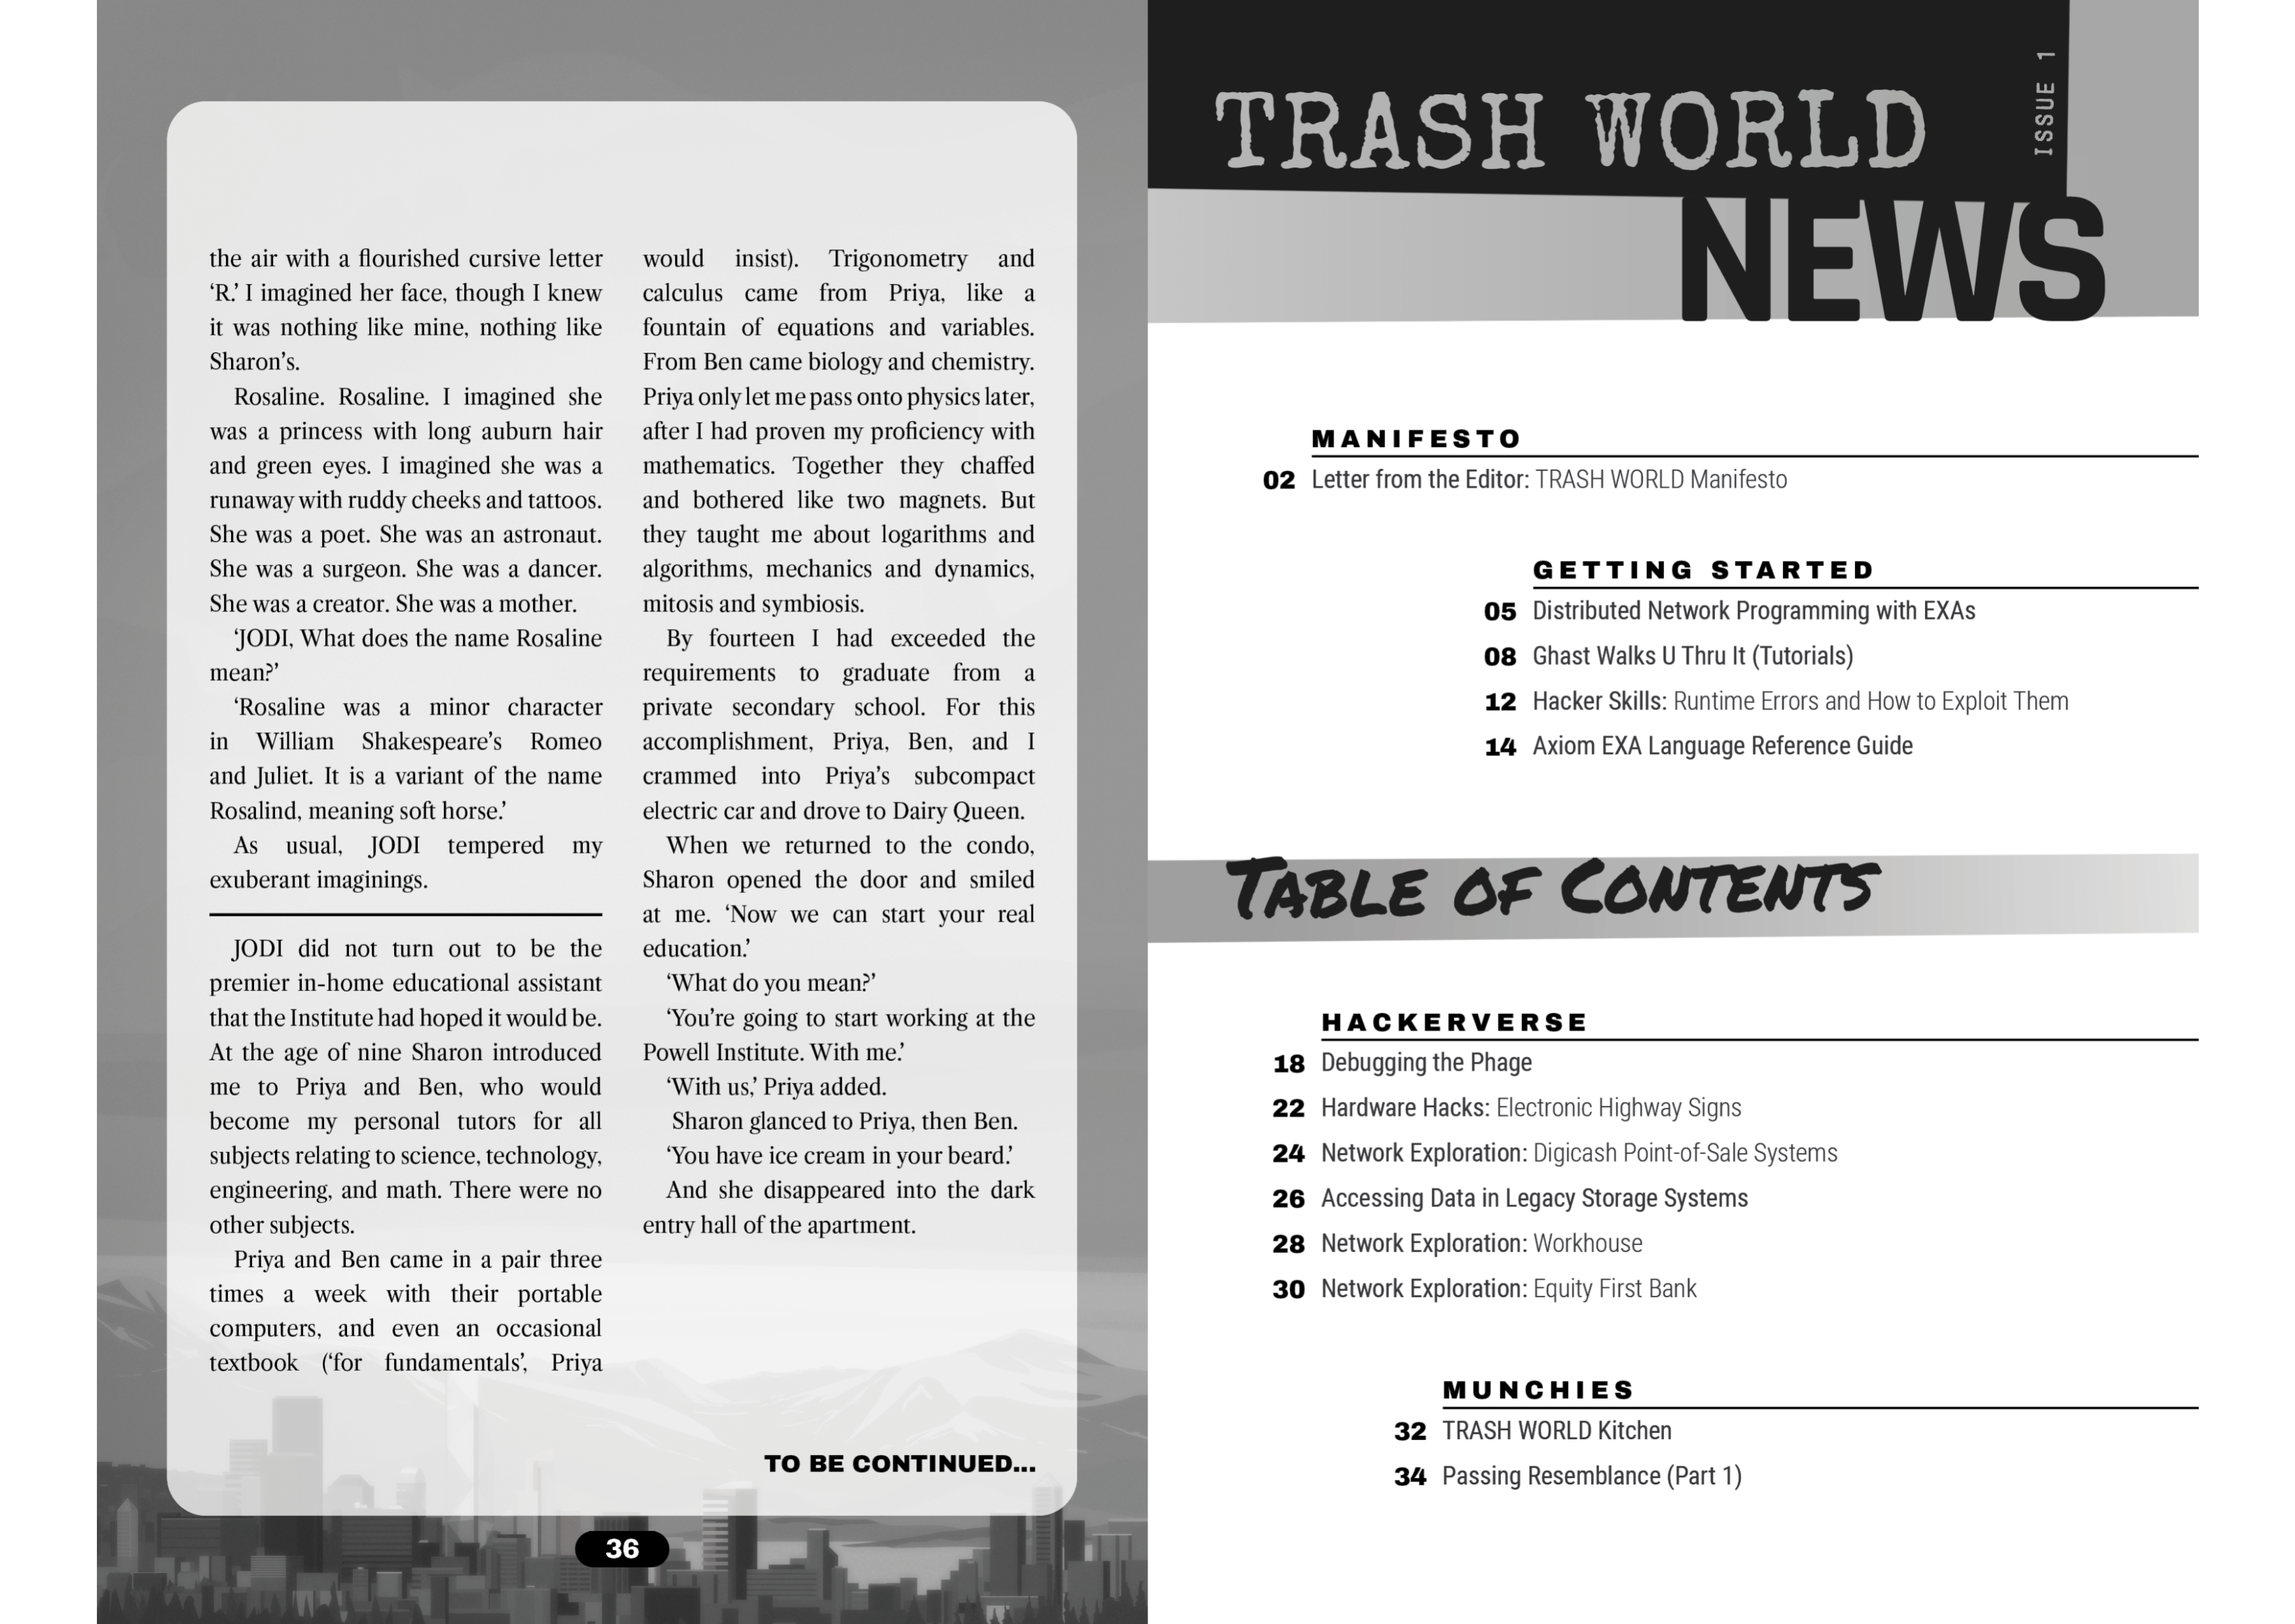 the air with a flourished cursive letter
‘R.’ I imagined her face, though I knew
it was nothing like mine, nothing like
Sharon’s.
Rosaline. Rosaline. I imagined she
was a princess with long auburn hair
and green eyes. I imagined she was a
runaway with ruddy cheeks and tattoos.
She was a poet. She was an astronaut.
She was a surgeon. She was a dancer.
She was a creator. She was a mother.
‘JODI, What does the name Rosaline
mean?’
‘Rosaline was a minor character
in William Shakespeare’s Romeo
and Juliet. It is a variant of the name
Rosalind, meaning soft horse.’
As usual, JODI tempered my
exuberant imaginings.
JODI did not turn out to be the
premier in-home educational assistant
that the Institute had hoped it would be.
At the age of nine Sharon introduced
me to Priya and Ben, who would
become my personal tutors for all
subjects relating to science, technology,
engineering, and math. There were no
other subjects.
Priya and Ben came in a pair three
times a week with their portable
computers, and even an occasional
textbook (‘for fundamentals’, Priya
would insist). Trigonometry and
calculus came from Priya, like a
fountain of equations and variables.
From Ben came biology and chemistry.
Priya only let me pass onto physics later,
after I had proven my proficiency with
mathematics. Together they chaffed
and bothered like two magnets. But
they taught me about logarithms and
algorithms, mechanics and dynamics,
mitosis and symbiosis.
By fourteen I had exceeded the
requirements to graduate from a
private secondary school. For this
accomplishment, Priya, Ben, and I
crammed into Priya’s subcompact
electric car and drove to Dairy Queen.
When we returned to the condo,
Sharon opened the door and smiled
at me. ‘Now we can start your real
education.’
‘What do you mean?’
‘You’re going to start working at the
Powell Institute. With me.’
‘With us,’ Priya added.
Sharon glanced to Priya, then Ben.
‘You have ice cream in your beard.’
And she disappeared into the dark
entry hall of the apartment.
TO BE CONTINUED...
36
TRASH WORLD
ISSUE 1
NEWS
MANIFESTO
02 Letter from the Editor: TRASH WORLD Manifesto
GETTING STARTED
05 Distributed Network Programming with EXAs
08 Ghast Walks U Thru It (Tutorials)
12 Hacker Skills: Runtime Errors and How to Exploit Them
14 Axiom EXA Language Reference Guide
TABLE OF CONTENTS
HACKERVERSE
18 Debugging the Phage
22 Hardware Hacks: Electronic Highway Signs
24 Network Exploration: Digicash Point-of-Sale Systems
26 Accessing Data in Legacy Storage Systems
28 Network Exploration: Workhouse
30 Network Exploration: Equity First Bank
MUNCHIES
32 TRASH WORLD Kitchen
34 Passing Resemblance (Part 1)